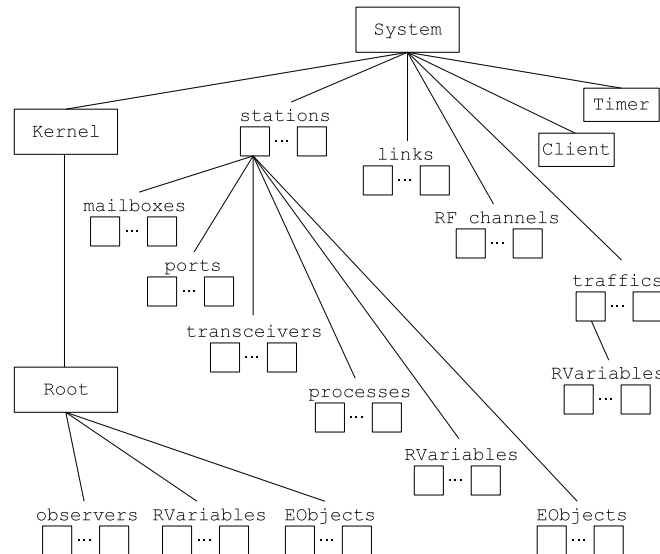 System
Timer
stations
Kernel
Client
links
mailboxes
RF channels
ports
traffics
transceivers
RVariables
Root
processes
RVariables
observers
RVariables
EObjects
EObjects